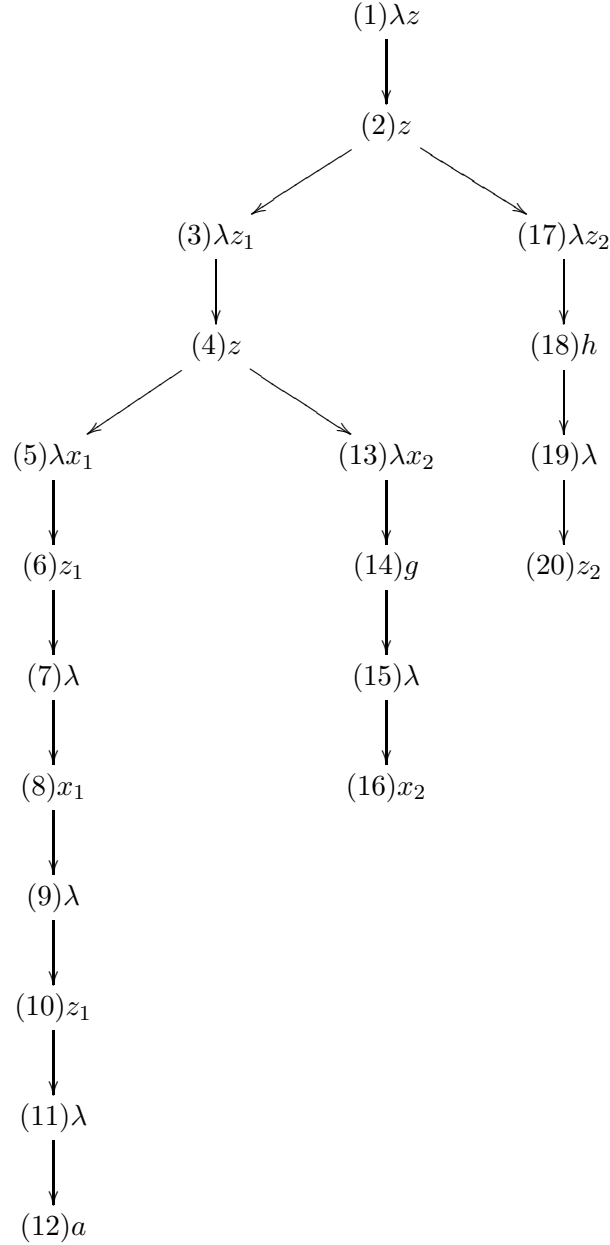 (1)λz
(2)z
(3)λz₁ (17)λz₂
(4)z (18)h
(5)λx₁ (13)λx₂ (19)λ
(6)z₁ (14)g (20)z₂
(7)λ (15)λ
(8)x₁ (16)x₂
(9)λ
(10)z₁
(11)λ
(12)a